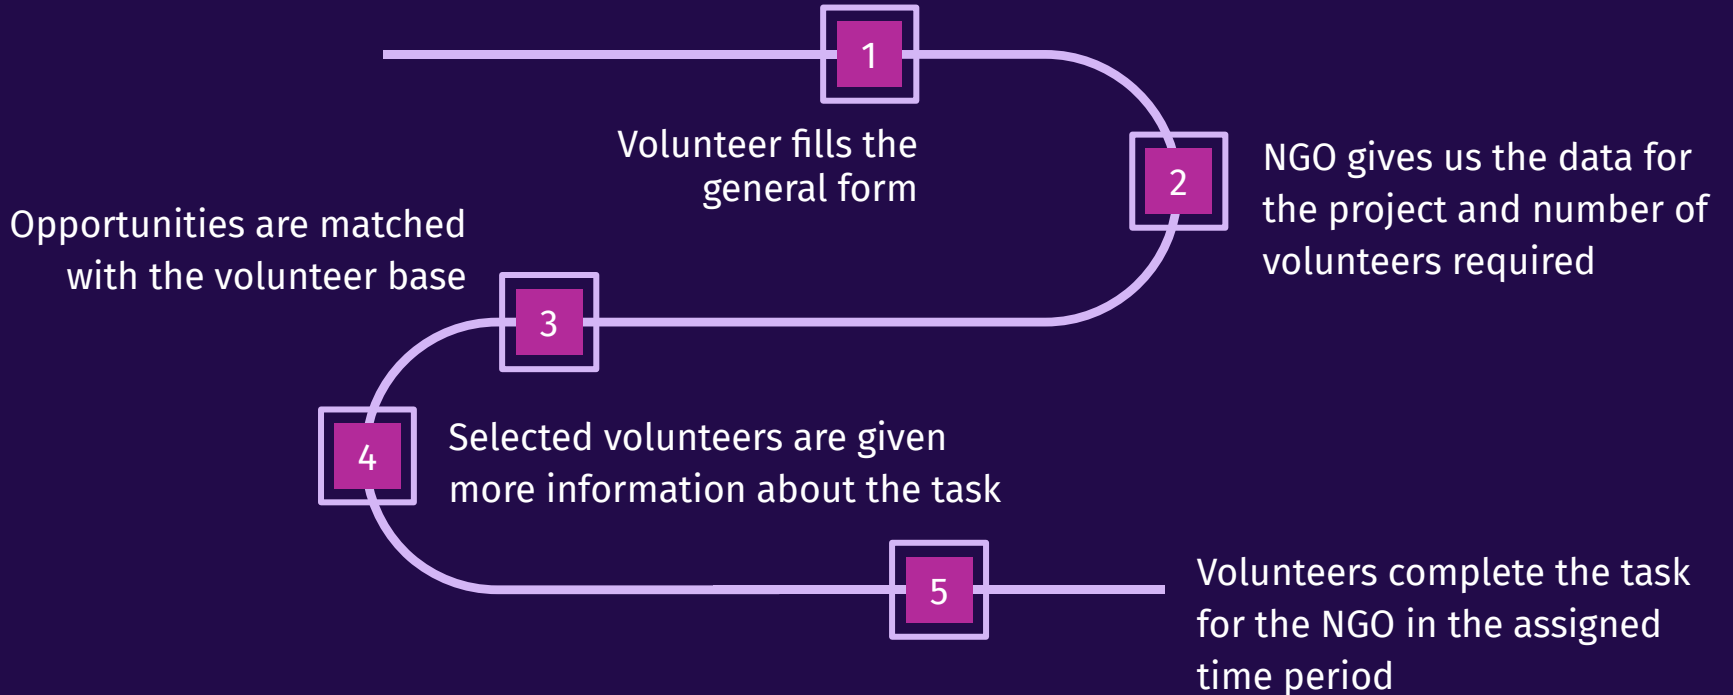 1
Volunteer fills the
general form
2
NGO gives us the data for
the project and number of
volunteers required
3
Opportunities are matched
with the volunteer base
4
Selected volunteers are given
more information about the task
5
Volunteers complete the task
for the NGO in the assigned
time period